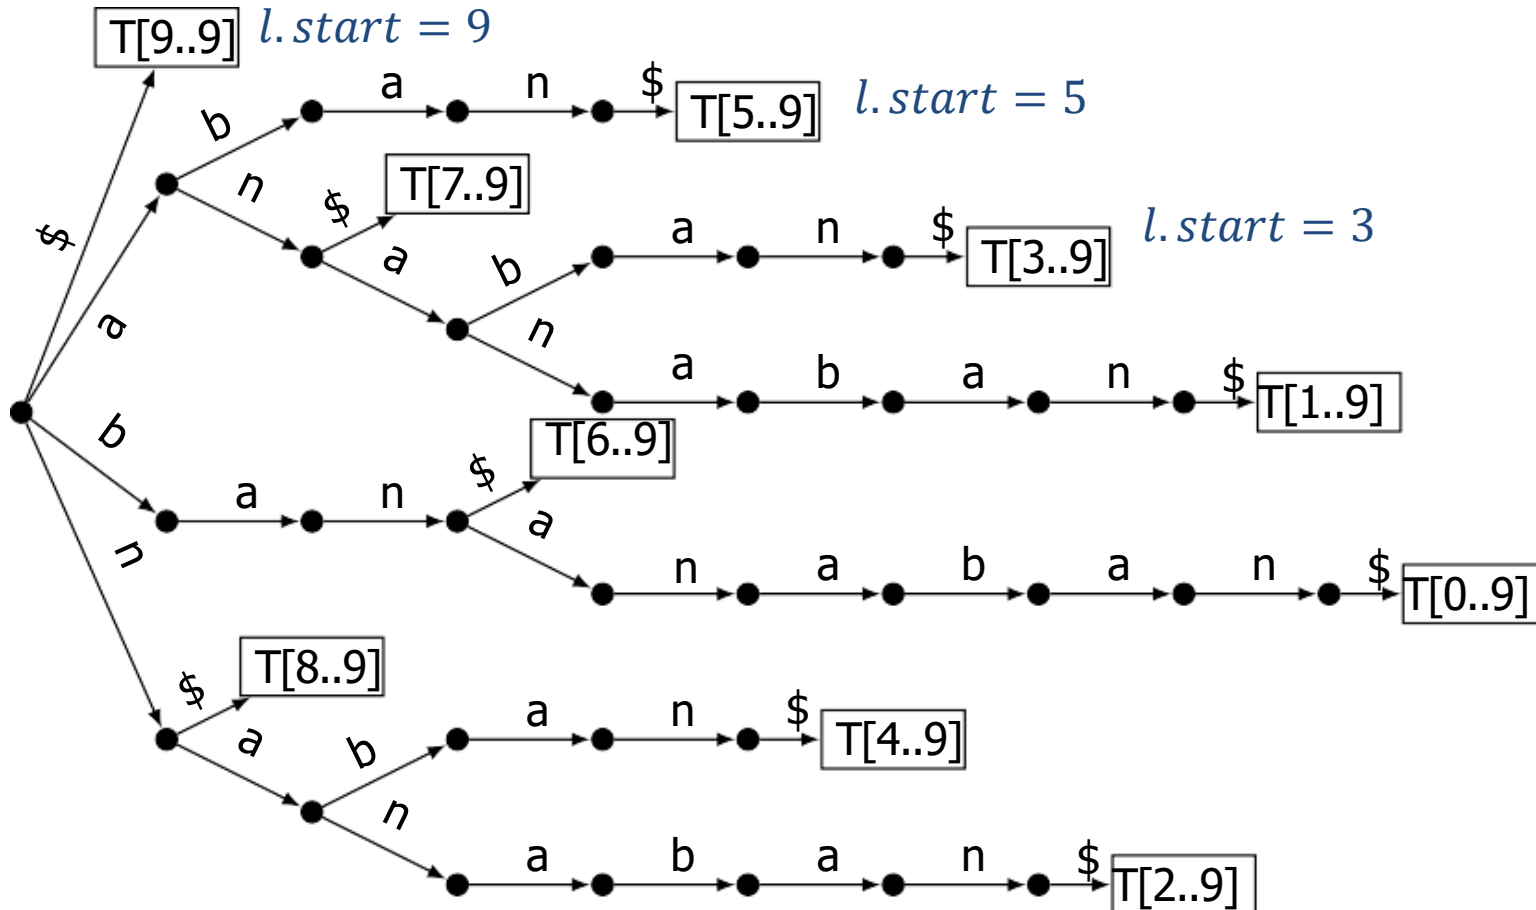 T[9..9] l.start = 9
a n $ T[5..9] l.start = 5
b
n $ T[7..9]
$ a b a n $ T[3..9] l.start = 3
a n a b a n $ T[1..9]
b $ T[6..9]
a n a
n n a b a n $ T[0..9]
$ T[8..9]
a b a n $ T[4..9]
n a b a n $ T[2..9]